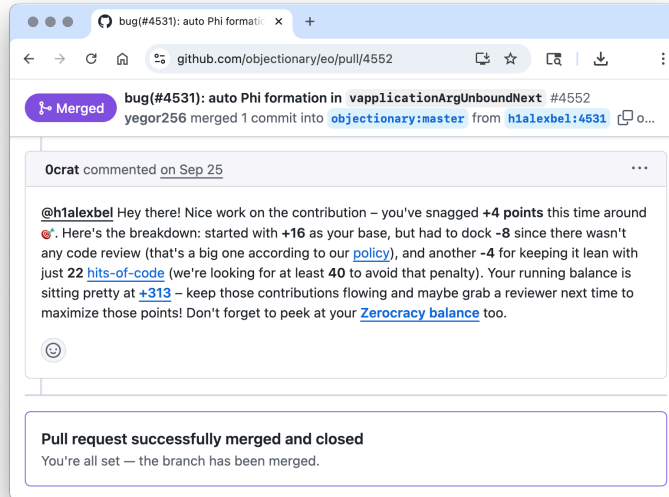 bug(#4531): auto Phi formatio
github.com/objectionary/eo/pull/4552
Merged
bug(#4531): auto Phi formation in vapplicationArgUnboundNext #4552
yegor256 merged 1 commit into objectionary:master from h1alexbel:4531 o...
0crat commented on Sep 25
@h1alexbel Hey there! Nice work on the contribution – you've snagged +4 points this time around
🎯. Here's the breakdown: started with +16 as your base, but had to dock -8 since there wasn't
any code review (that's a big one according to our policy), and another -4 for keeping it lean with
just 22 hits-of-code (we're looking for at least 40 to avoid that penalty). Your running balance is
sitting pretty at +313 – keep those contributions flowing and maybe grab a reviewer next time to
maximize those points! Don't forget to peek at your Zerocracy balance too.
Pull request successfully merged and closed
You're all set — the branch has been merged.